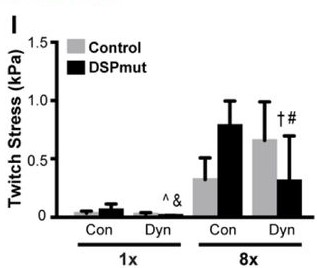 I
Twitch Stress (kPa)
1.5
1.0
0.5
0
Control
DSPmut
^ &
† #
Con Dyn Con Dyn
1x 8x